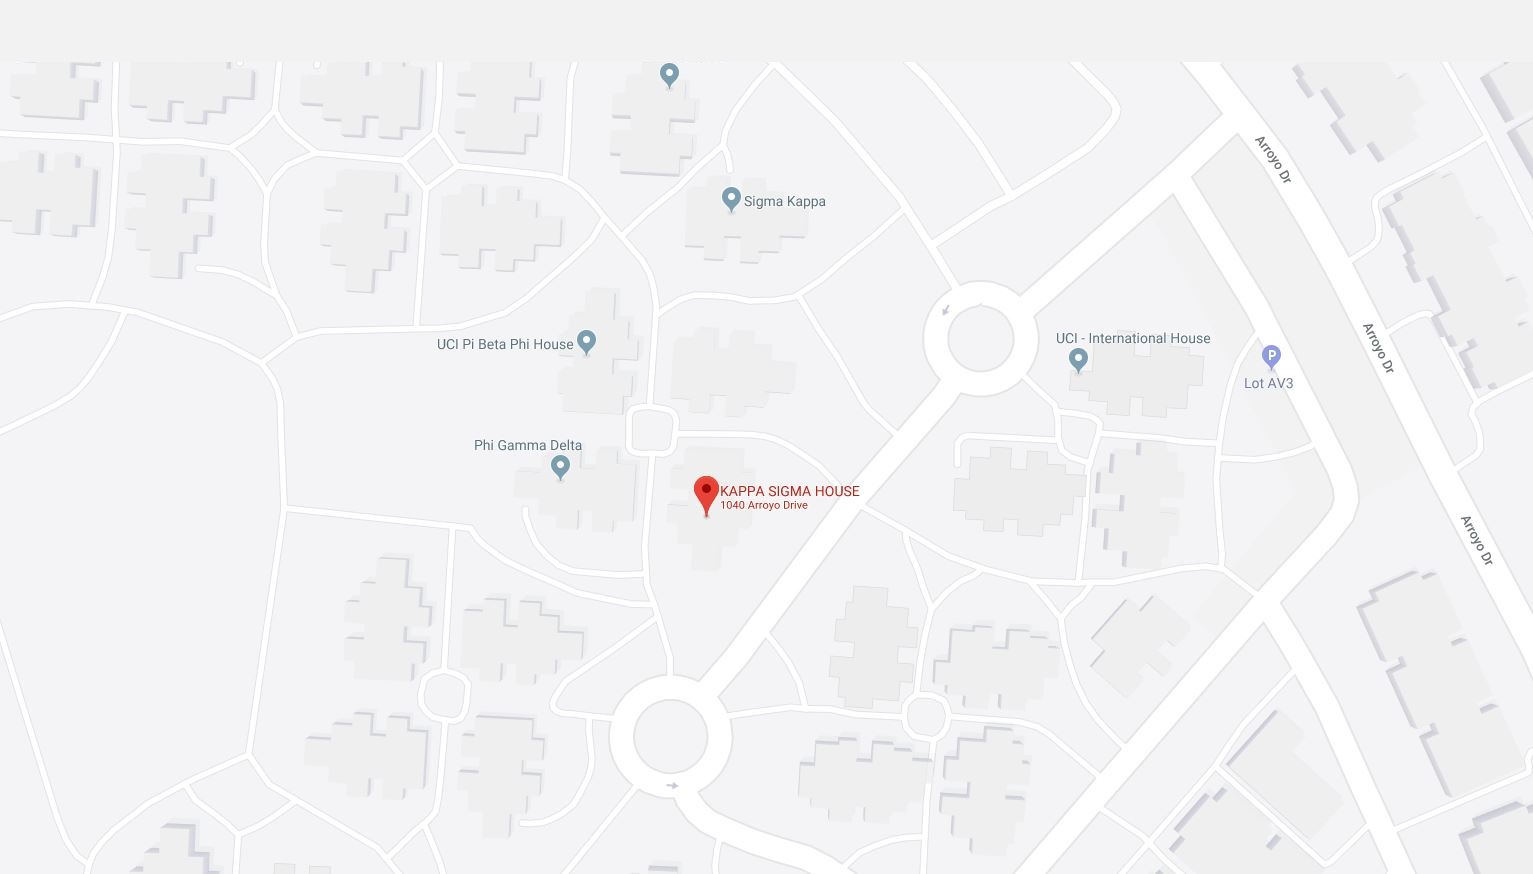 Arroyo Dr
Sigma Kappa
UCI Pi Beta Phi House
UCI - International House
Arroyo Dr
P
Lot AV3
Phi Gamma Delta
KAPPA SIGMA HOUSE
1040 Arroyo Drive
Arroyo Dr